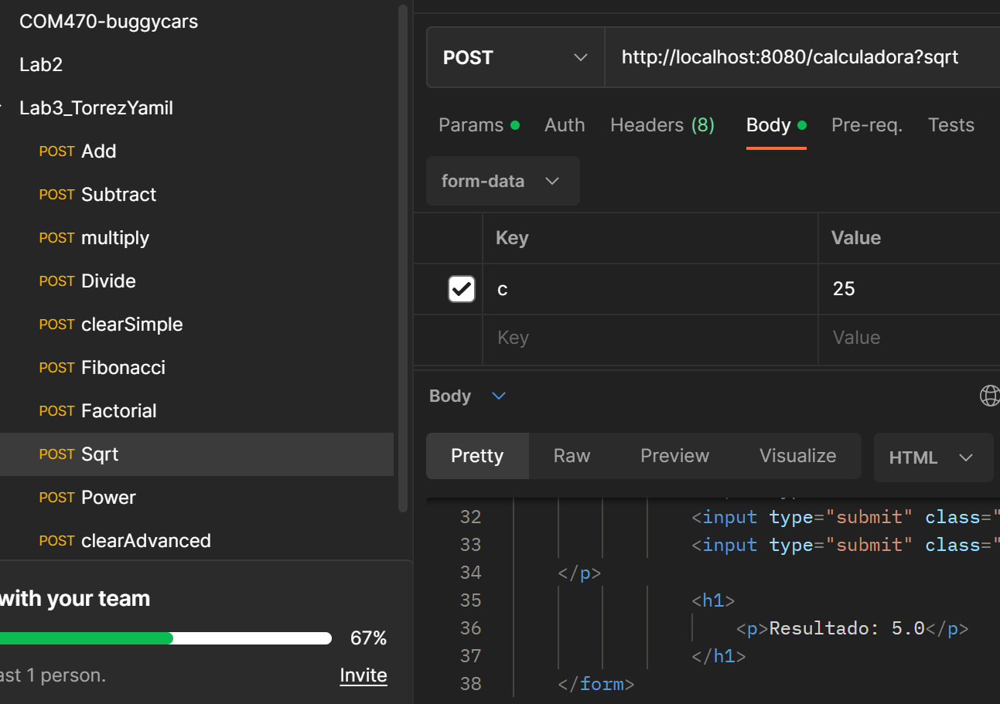 COM470-buggycars
Lab2
Lab3_TorrezYamil
POST Add
POST Subtract
POST multiply
POST Divide
POST clearSimple
POST Fibonacci
POST Factorial
POST Sqrt
POST Power
POST clearAdvanced
with your team
67%
ast 1 person.
Invite
POST
http://localhost:8080/calculadora?sqrt
Params
Auth
Headers (8)
Body
Pre-req.
Tests
form-data
Key Value
c 25
Key Value
Body
Pretty
Raw
Preview
Visualize
HTML
32 <input type="submit" class="
33 <input type="submit" class="
34 </p>
35 <h1>
36 <p>Resultado: 5.0</p>
37 </h1>
38 </form>